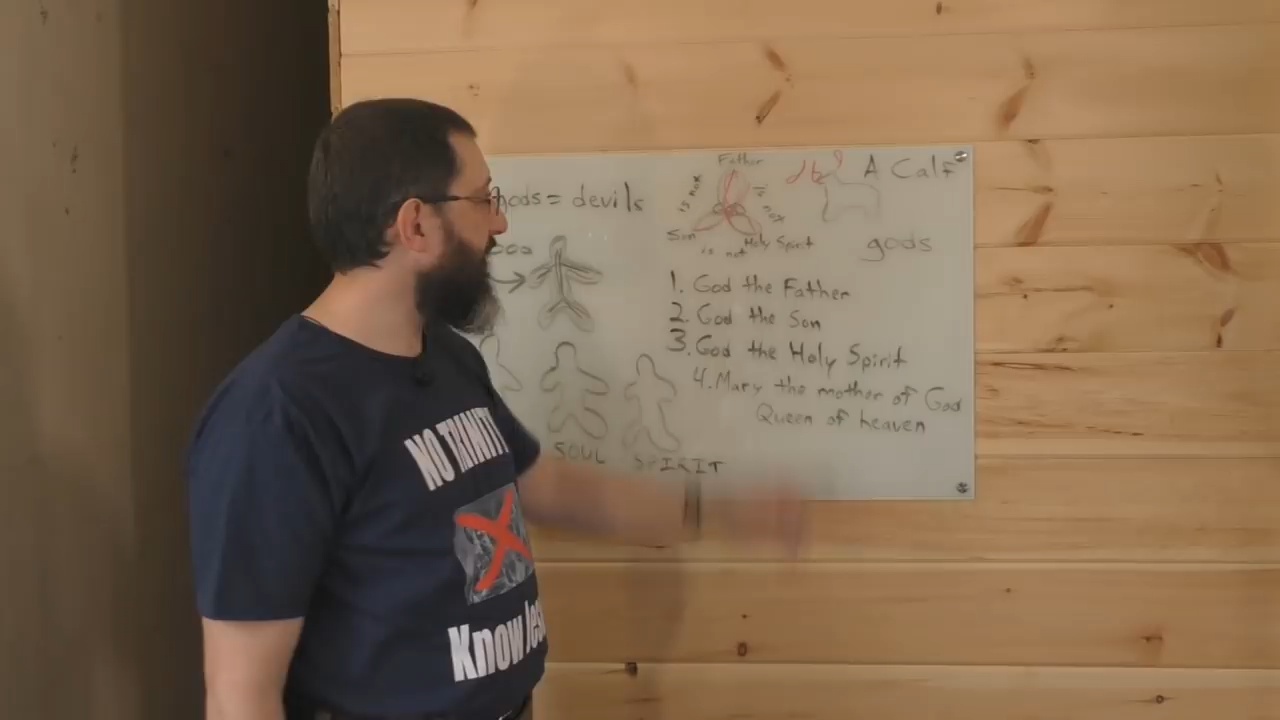 gods = devils
Father
is not
is not
Son
is not
Holy Spirit
A Calf
gods
1. God the Father
2. God the Son
3. God the Holy Spirit
4. Mary the mother of God
Queen of heaven
SOUL
SPIRIT
NO TRINITY
Know